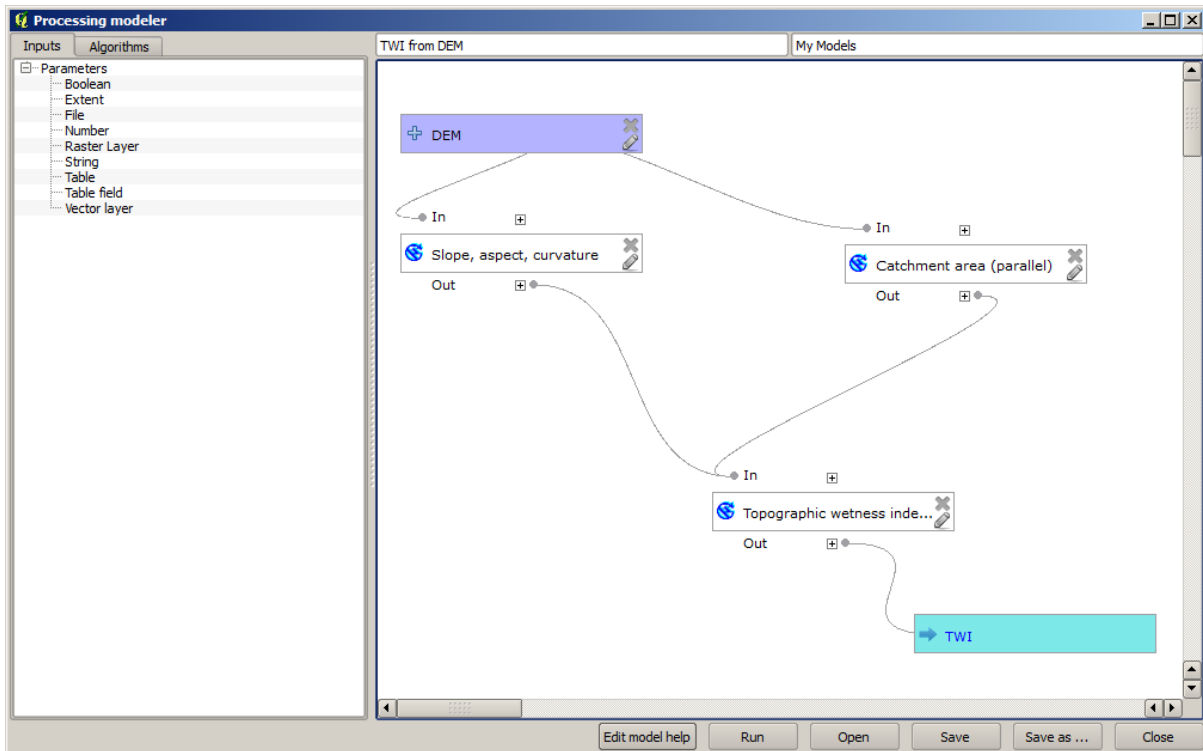 Processing modeler
Inputs
Algorithms
Parameters
Boolean
Extent
File
Number
Raster Layer
String
Table
Table field
Vector layer
TWI from DEM
My Models
DEM
In
Slope, aspect, curvature
Out
In
Catchment area (parallel)
Out
In
Topographic wetness inde...
Out
TWI
Edit model help
Run
Open
Save
Save as ...
Close